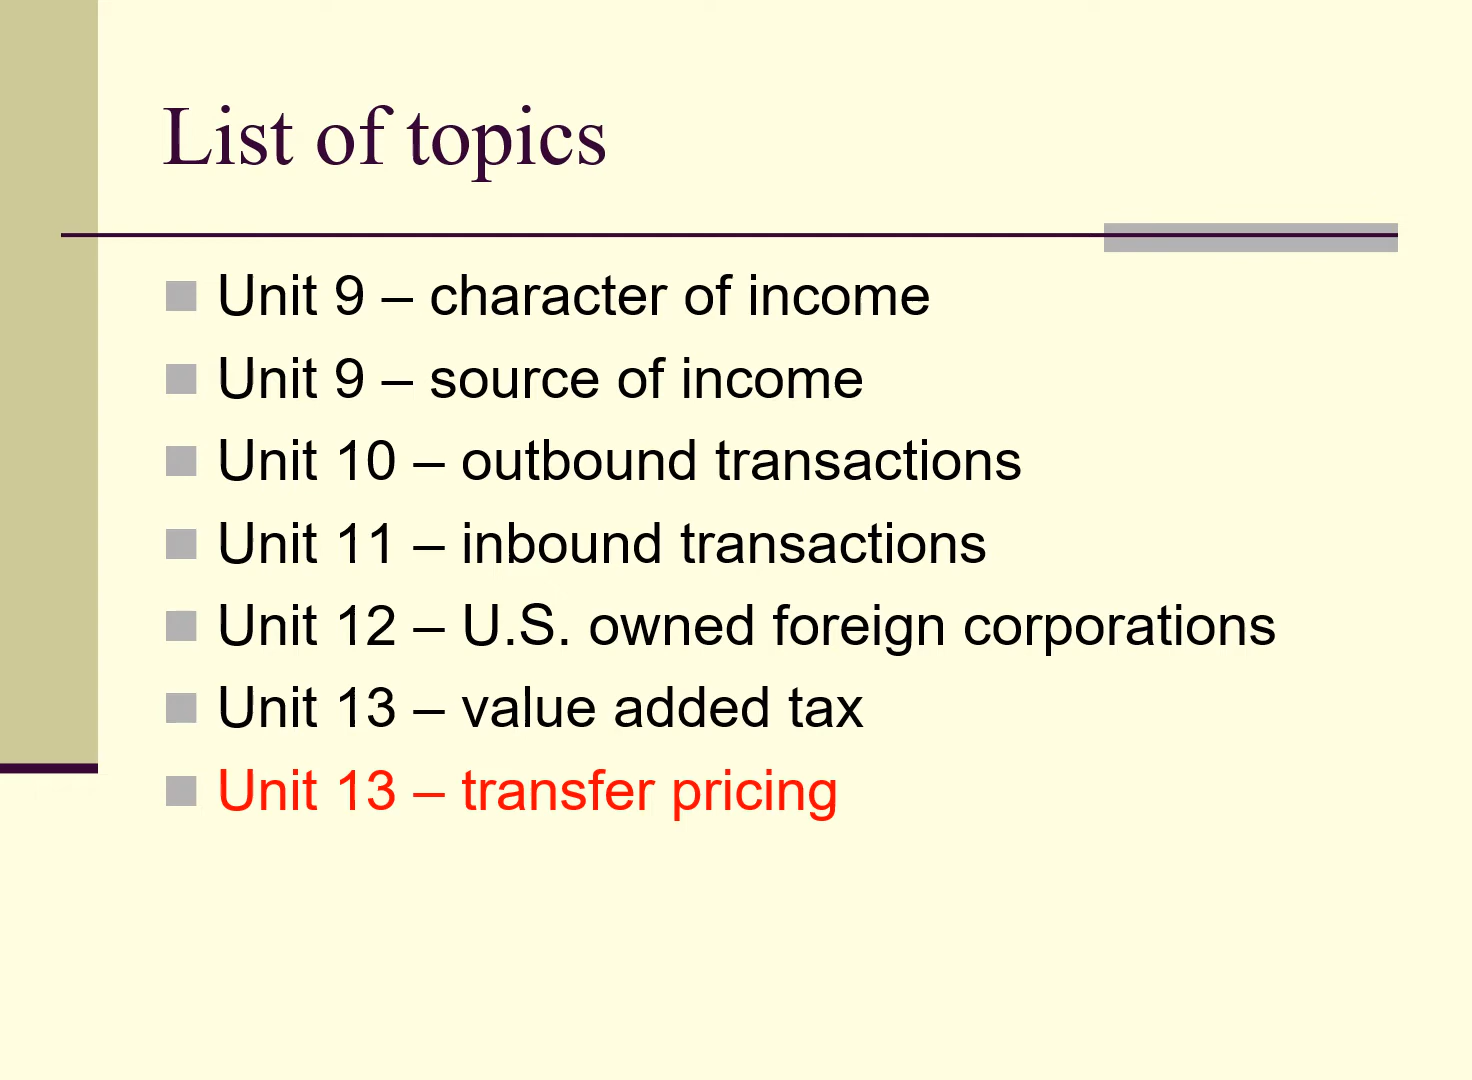 List of topics
Unit 9 – character of income
Unit 9 – source of income
Unit 10 – outbound transactions
Unit 11 – inbound transactions
Unit 12 – U.S. owned foreign corporations
Unit 13 – value added tax
Unit 13 – transfer pricing